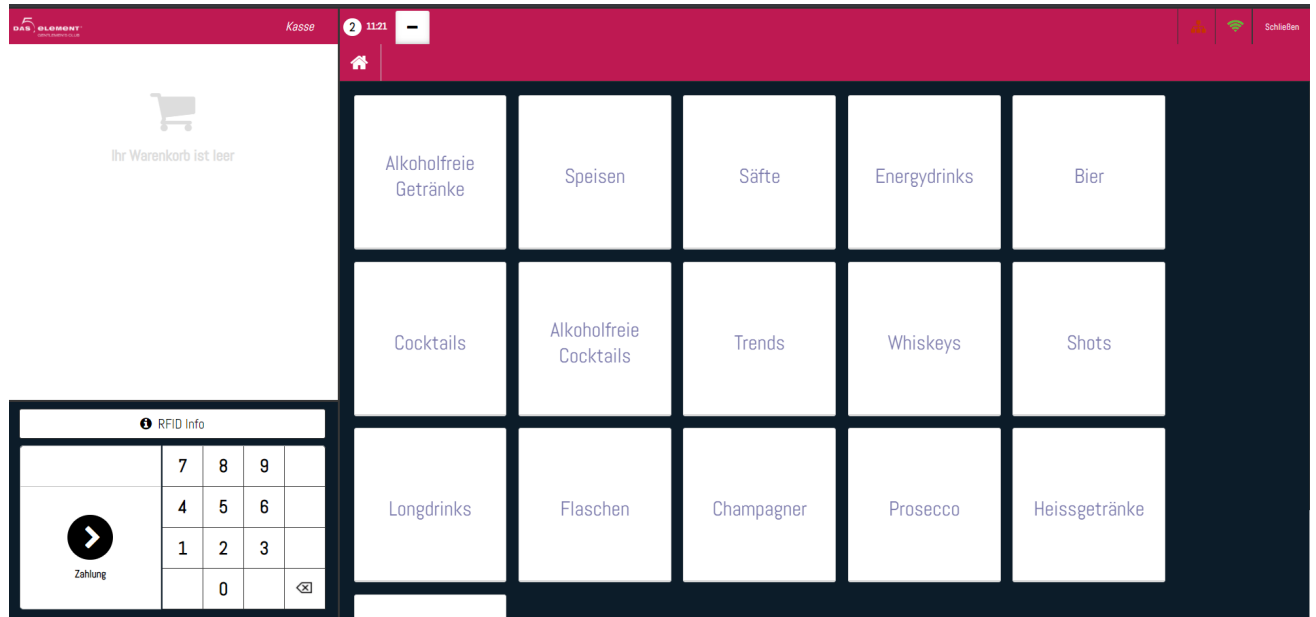 5
DAS element
Kasse
2 11:21
Schließen
Ihr Warenkorb ist leer
Alkoholfreie
Getränke
Speisen
Säfte
Energydrinks
Bier
Cocktails
Alkoholfreie
Cocktails
Trends
Whiskeys
Shots
Longdrinks
Flaschen
Champagner
Prosecco
Heissgetränke
RFID Info
7 8 9
4 5 6
1 2 3
0
Zahlung